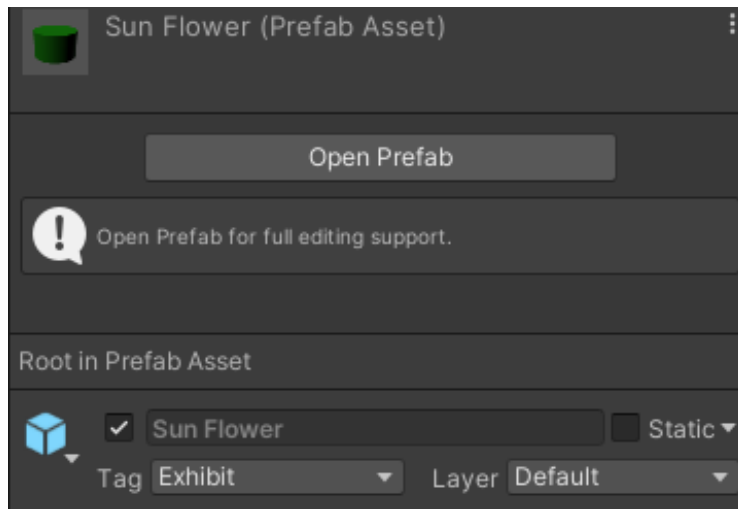 Sun Flower (Prefab Asset)
Open Prefab
Open Prefab for full editing support.
Root in Prefab Asset
Sun Flower Static
Tag Exhibit Layer Default